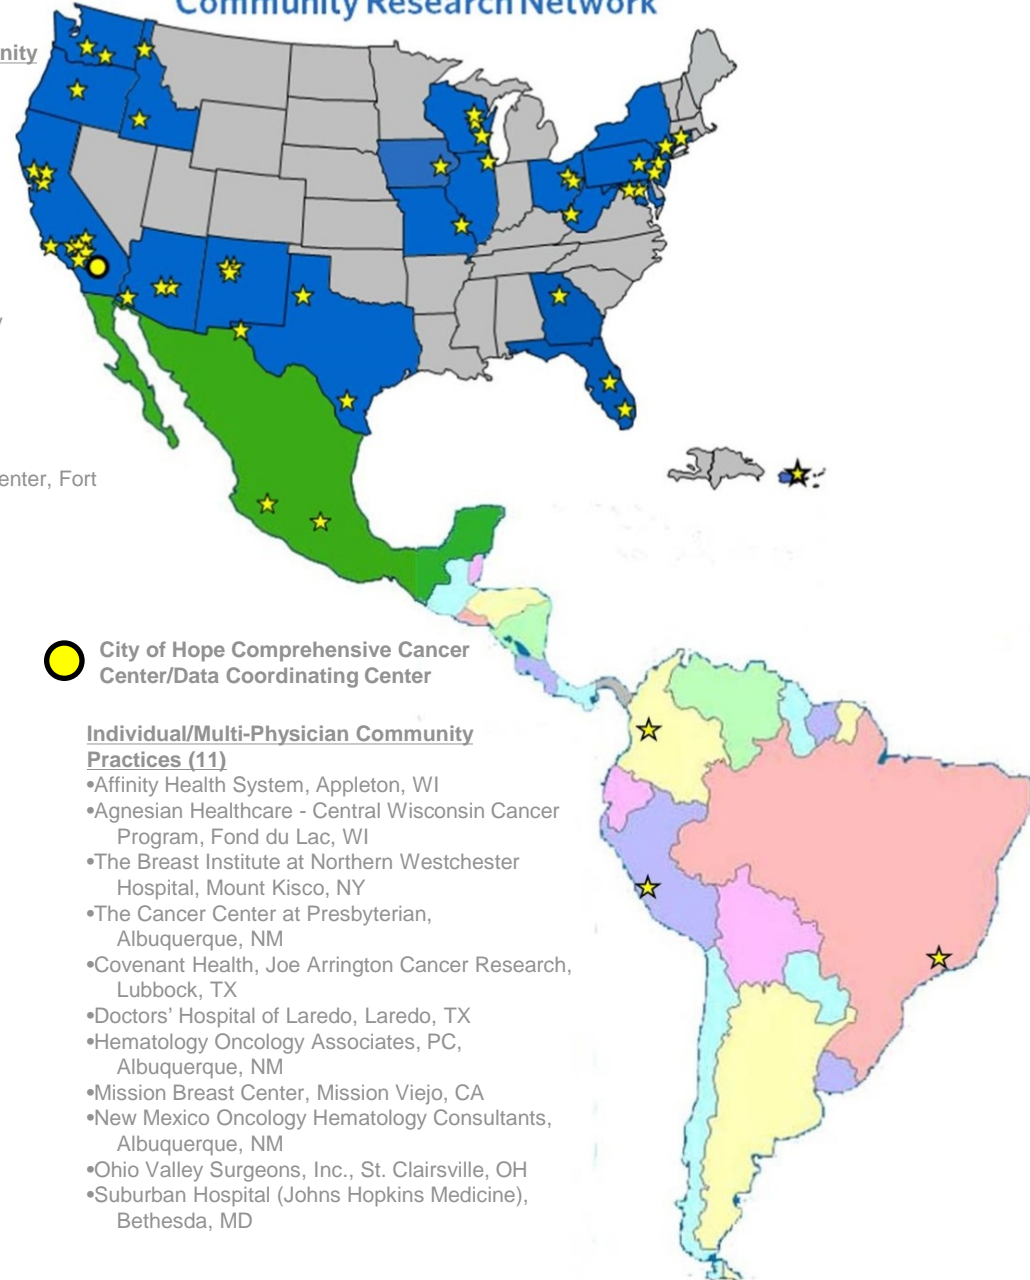 Community Research Network
nity
y
enter, Fort
City of Hope Comprehensive Cancer
Center/Data Coordinating Center
Individual/Multi-Physician Community
Practices (11)
•Affinity Health System, Appleton, WI
•Agnesian Healthcare - Central Wisconsin Cancer
Program, Fond du Lac, WI
•The Breast Institute at Northern Westchester
Hospital, Mount Kisco, NY
•The Cancer Center at Presbyterian,
Albuquerque, NM
•Covenant Health, Joe Arrington Cancer Research,
Lubbock, TX
•Doctors' Hospital of Laredo, Laredo, TX
•Hematology Oncology Associates, PC,
Albuquerque, NM
•Mission Breast Center, Mission Viejo, CA
•New Mexico Oncology Hematology Consultants,
Albuquerque, NM
•Ohio Valley Surgeons, Inc., St. Clairsville, OH
•Suburban Hospital (Johns Hopkins Medicine),
Bethesda, MD